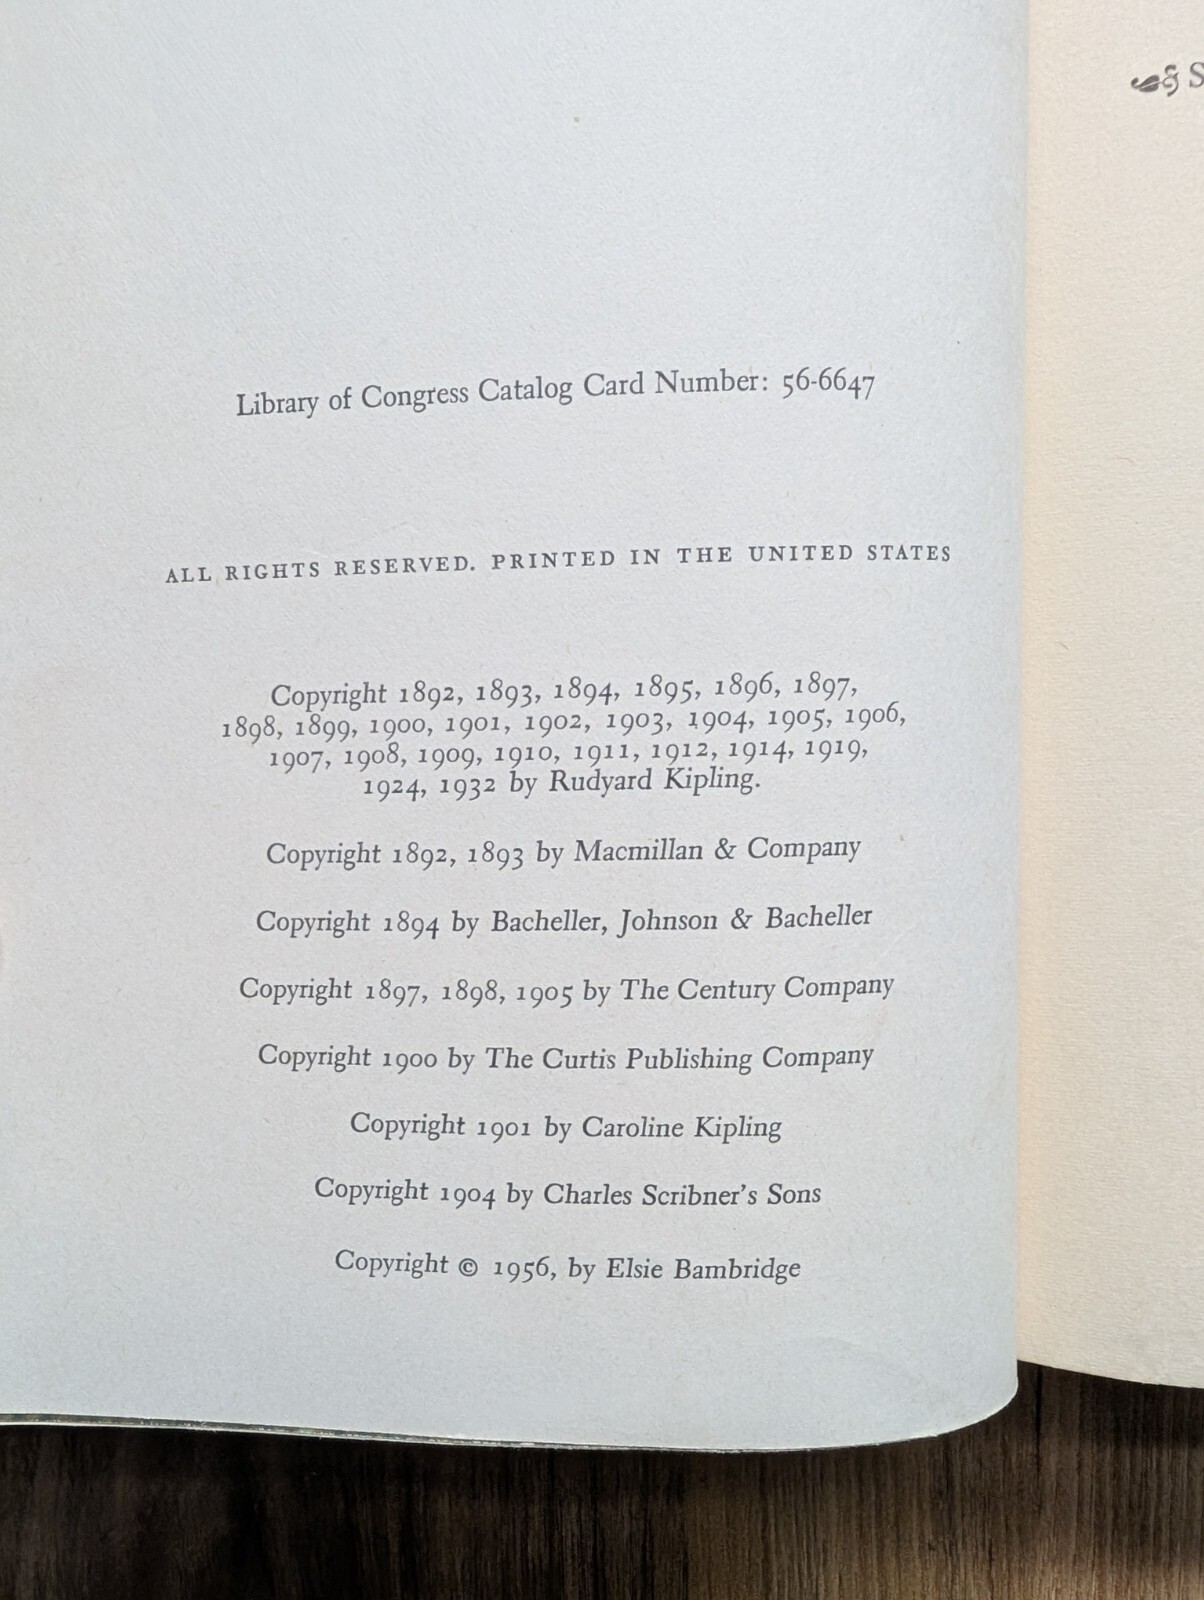 S
Library of Congress Catalog Card Number: 56-6647
ALL RIGHTS RESERVED. PRINTED IN THE UNITED STATES
Copyright 1892, 1893, 1894, 1895, 1896, 1897,
1898, 1899, 1900, 1901, 1902, 1903, 1904, 1905, 1906,
1907, 1908, 1909, 1910, 1911, 1912, 1914, 1919,
1924, 1932 by Rudyard Kipling.
Copyright 1892, 1893 by Macmillan & Company
Copyright 1894 by Bacheller, Johnson & Bacheller
Copyright 1897, 1898, 1905 by The Century Company
Copyright 1900 by The Curtis Publishing Company
Copyright 1901 by Caroline Kipling
Copyright 1904 by Charles Scribner's Sons
Copyright © 1956, by Elsie Bambridge